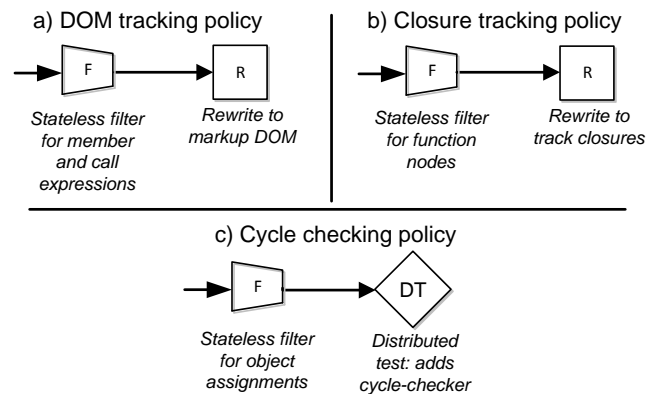 a) DOM tracking policy
F
R
Stateless filter
for member
and call
expressions
Rewrite to
markup DOM
b) Closure tracking policy
F
R
Stateless filter
for function
nodes
Rewrite to
track closures
c) Cycle checking policy
F
DT
Stateless filter
for object
assignments
Distributed
test: adds
cycle-checker